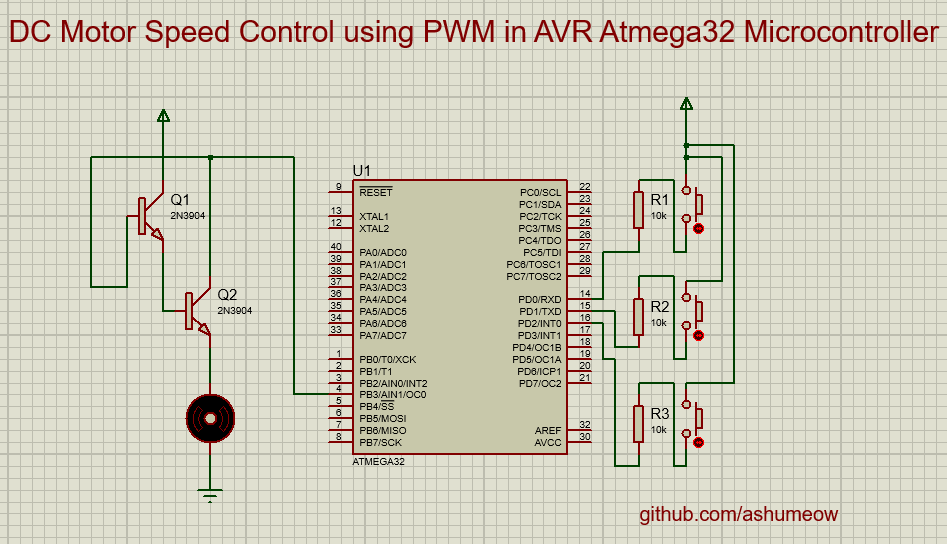 DC Motor Speed Control using PWM in AVR Atmega32 Microcontroller
U1
9 RESET
13 XTAL1
12 XTAL2
40 PA0/ADC0
39 PA1/ADC1
38 PA2/ADC2
37 PA3/ADC3
36 PA4/ADC4
35 PA5/ADC5
34 PA6/ADC6
33 PA7/ADC7
1 PB0/T0/XCK
2 PB1/T1
3 PB2/AIN0/INT2
4 PB3/AIN1/OC0
5 PB4/SS
6 PB5/MOSI
7 PB6/MISO
8 PB7/SCK
PC0/SCL 22
PC1/SDA 23
PC2/TCK 24
PC3/TMS 25
PC4/TDO 26
PC5/TDI 27
PC6/TOSC1 28
PC7/TOSC2 29
PD0/RXD 14
PD1/TXD 15
PD2/INT0 16
PD3/INT1 17
PD4/OC1B 18
PD5/OC1A 19
PD6/ICP1 20
PD7/OC2 21
AREF 32
AVCC 30
ATMEGA32
Q1
2N3904
Q2
2N3904
R1
10k
R2
10k
R3
10k
github.com/ashumeow